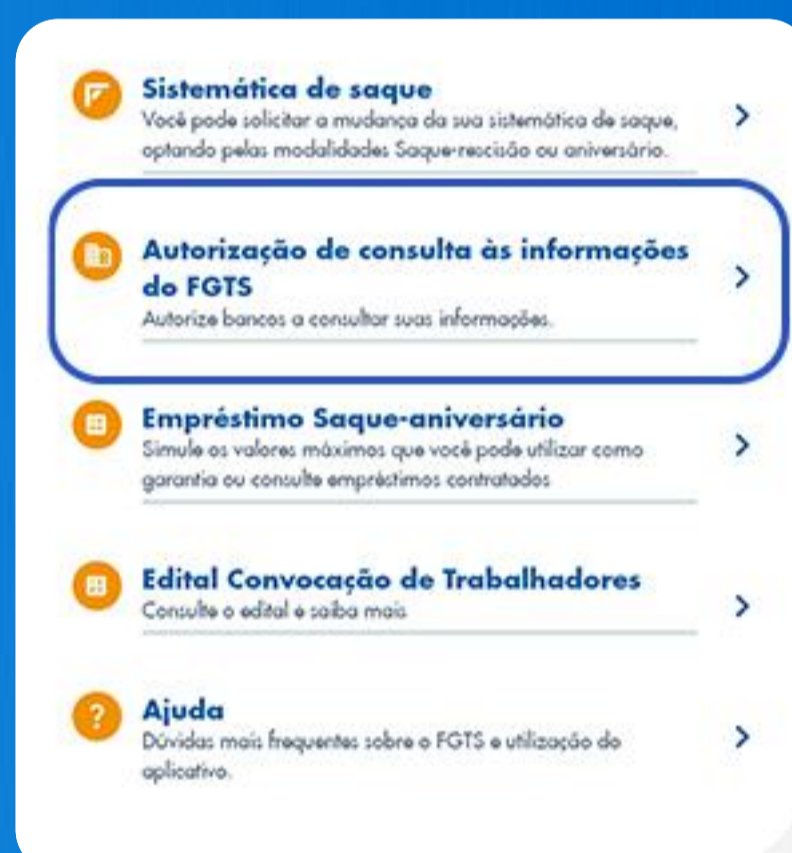 Sistemática de saque
Você pode solicitar a mudança da sua sistemática de saque,
optando pelas modalidades Saque-rescisão ou aniversário.
Autorização de consulta às informações
do FGTS
Autorize bancos a consultar suas informações.
Empréstimo Saque-aniversário
Simule os valores máximos que você pode utilizar como
garantia ou consulte empréstimos contratados
Edital Convocação de Trabalhadores
Consulte o edital e saiba mais
Ajuda
Dúvidas mais frequentes sobre o FGTS e utilização do
aplicativo.